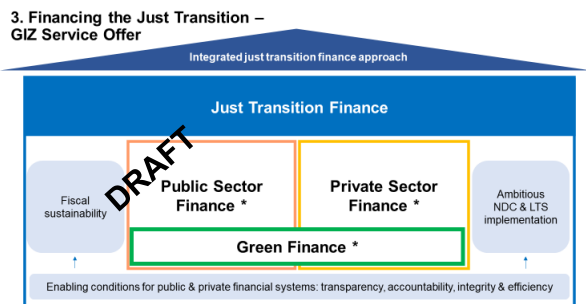 3. Financing the Just Transition –
GIZ Service Offer
Integrated just transition finance approach
Just Transition Finance
DRAFT
Fiscal
sustainability
Public Sector
Finance *
Private Sector
Finance *
Ambitious
NDC & LTS
implementation
Green Finance *
Enabling conditions for public & private financial systems: transparency, accountability, integrity & efficiency